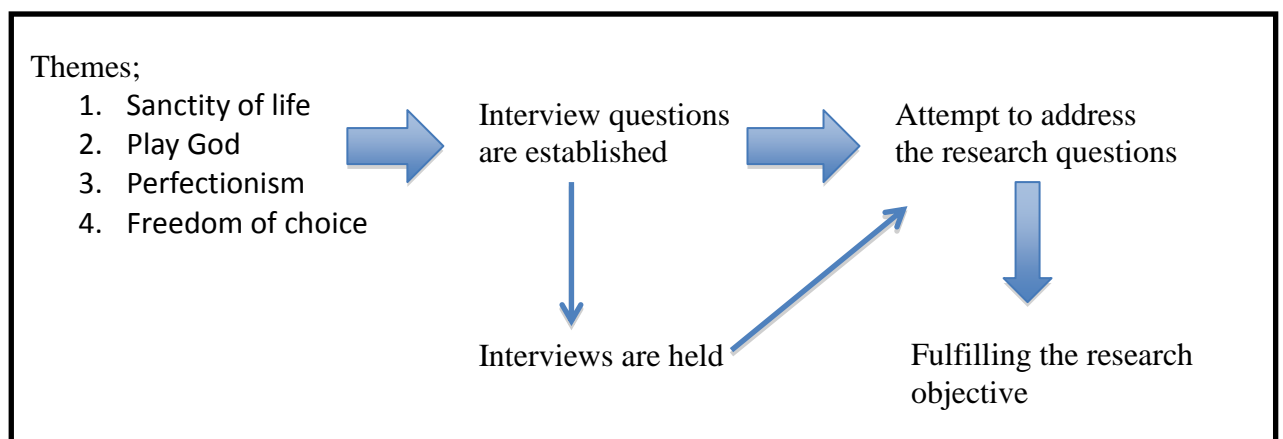 Themes;
1. Sanctity of life
2. Play God
3. Perfectionism
4. Freedom of choice
Interview questions
are established
Attempt to address
the research questions
Interviews are held
Fulfilling the research
objective